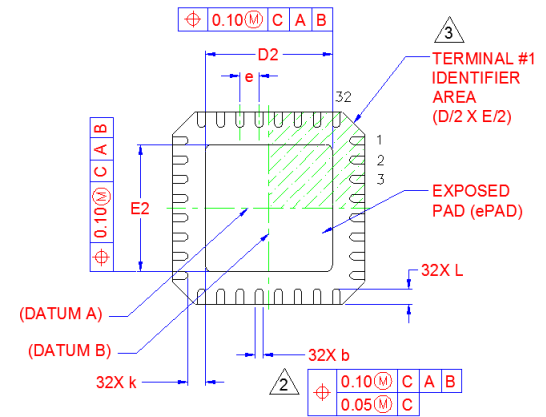 ⌖ 0.10Ⓜ C A B
D2
e
3
TERMINAL #1
IDENTIFIER
AREA
(D/2 X E/2)
32
1
2
3
⌖ 0.10Ⓜ C A B
E2
EXPOSED
PAD (ePAD)
32X L
(DATUM A)
(DATUM B)
32X b
32X k
2
⌖ 0.10Ⓜ C A B
0.05Ⓜ C